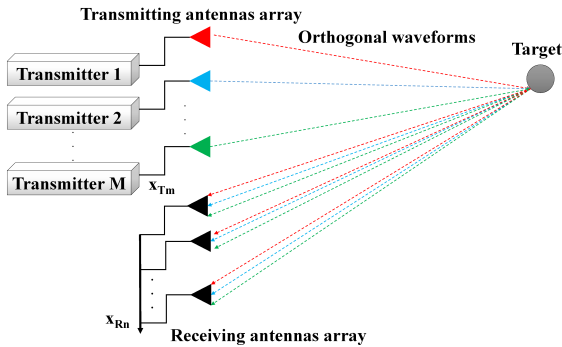 Transmitting antennas array
Orthogonal waveforms
Target
Transmitter 1
Transmitter 2
Transmitter M
xTm
xRn
Receiving antennas array